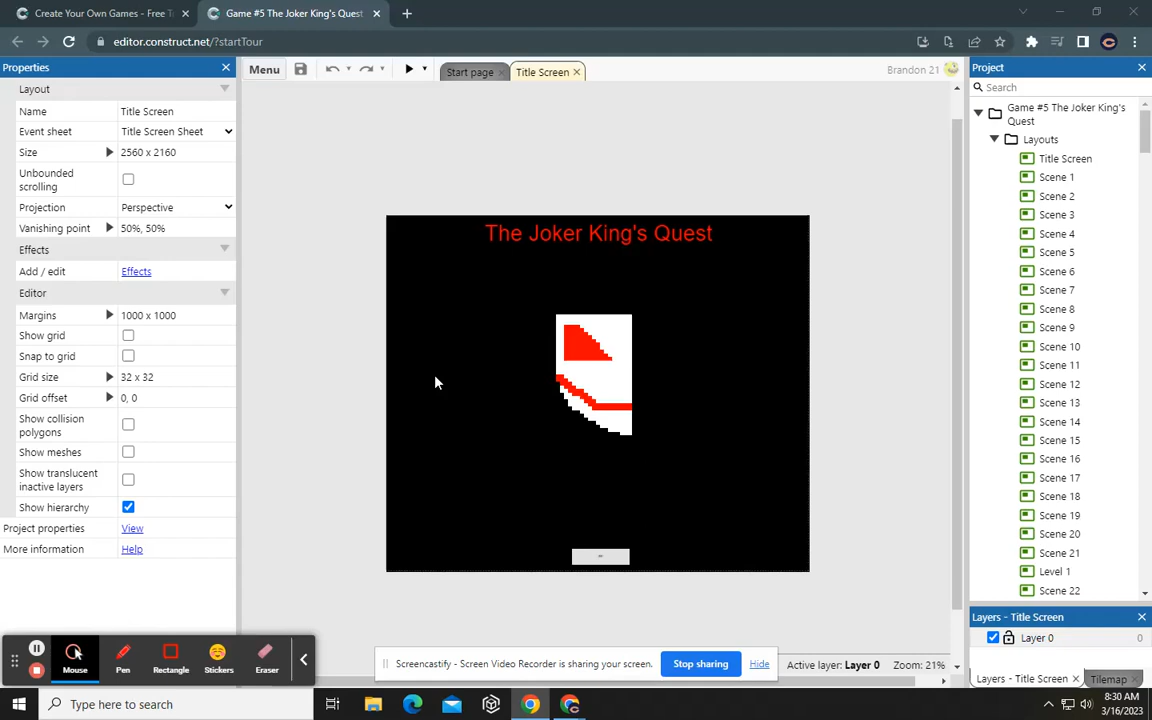 Create Your Own Games - Free T
Game #5 The Joker King's Quest
editor.construct.net/?startTour
Properties
Menu
Start page
Title Screen
Brandon 21
Project
Layout
Name Title Screen
Event sheet Title Screen Sheet
Size 2560 x 2160
Unbounded scrolling
Projection Perspective
Vanishing point 50%, 50%
Effects
Add / edit Effects
Editor
Margins 1000 x 1000
Show grid
Snap to grid
Grid size 32 x 32
Grid offset 0, 0
Show collision polygons
Show meshes
Show translucent inactive layers
Show hierarchy
Project properties View
More information Help
The Joker King's Quest
Search
Game #5 The Joker King's
Quest
Layouts
Title Screen
Scene 1
Scene 2
Scene 3
Scene 4
Scene 5
Scene 6
Scene 7
Scene 8
Scene 9
Scene 10
Scene 11
Scene 12
Scene 13
Scene 14
Scene 15
Scene 16
Scene 17
Scene 18
Scene 19
Scene 20
Scene 21
Level 1
Scene 22
Layers - Title Screen
Layer 0 0
Layers - Title Screen
Tilemap
Mouse
Pen
Rectangle
Stickers
Eraser
Screencastify - Screen Video Recorder is sharing your screen.
Stop sharing
Hide
Active layer: Layer 0
Zoom: 21%
Type here to search
8:30 AM
3/16/2023